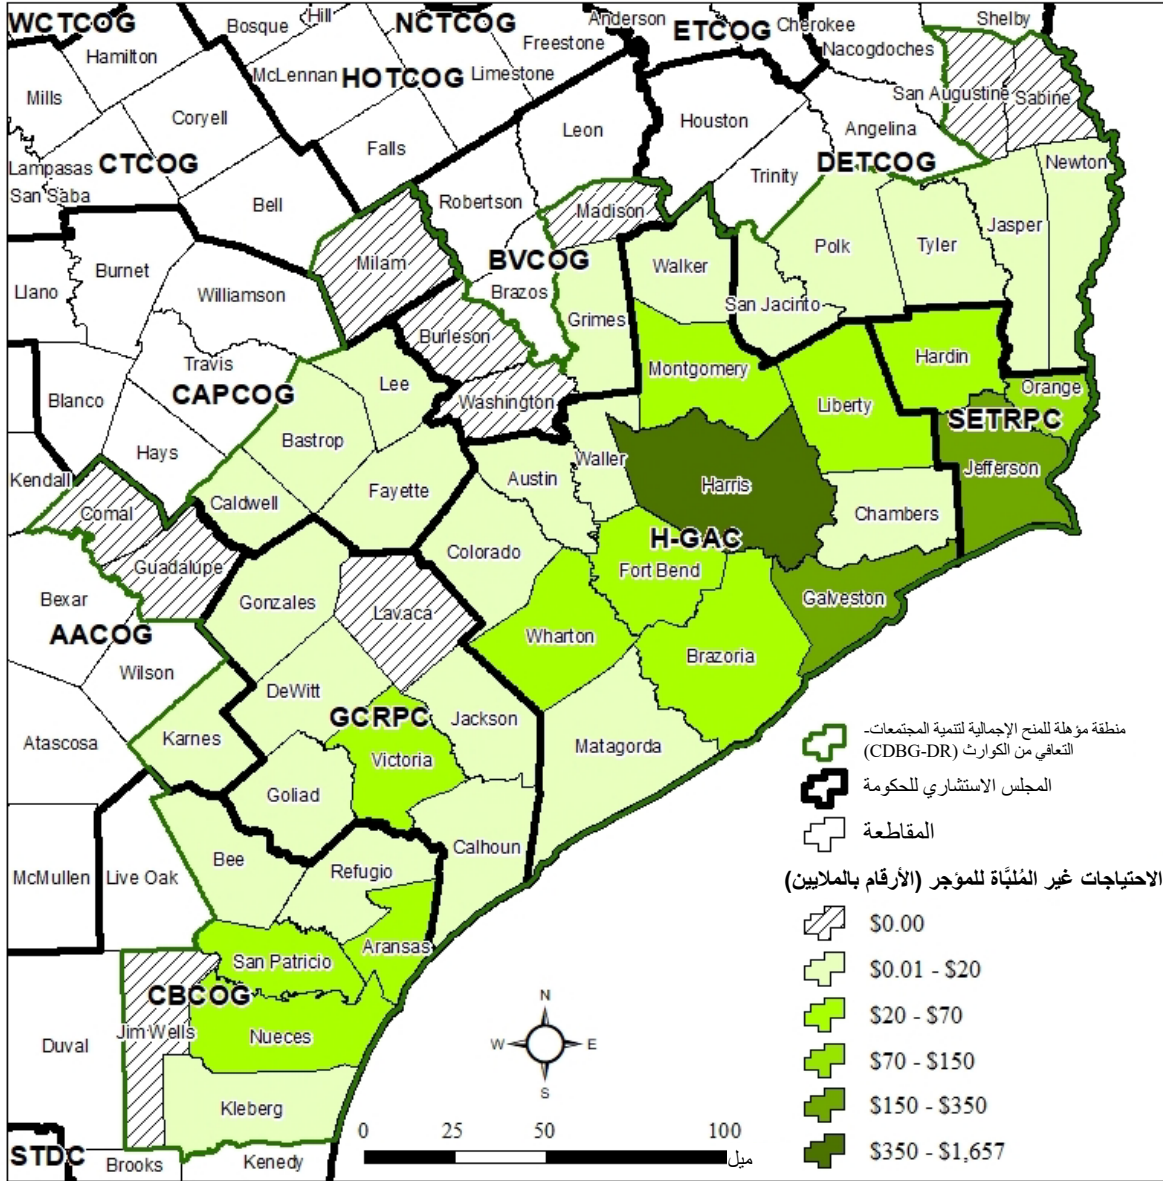 WCTCOG
Bosque
Hill
NCTCOG
Anderson
ETCOG
Cherokee
Shelby
Hamilton
Freestone
Nacogdoches
McLennan
HOTCOG
Limestone
Mills
San Augustine
Sabine
Coryell
Leon
Houston
Angelina
Falls
Lampasas
CTCOG
Trinity
DETCOG
Newton
San Saba
Bell
Robertson
Madison
Jasper
Polk
Tyler
Milam
BVCOG
Walker
Burnet
Llano
Williamson
Brazos
San Jacinto
Grimes
Burleson
Hardin
Travis
Montgomery
Lee
Orange
CAPCOG
Blanco
Washington
Liberty
SETRPC
Bastrop
Hays
Waller
Jefferson
Kendall
Austin
Harris
Fayette
Caldwell
Comal
Chambers
H-GAC
Colorado
Guadalupe
Fort Bend
Bexar
Gonzales
Lavaca
Galveston
AACOG
Wharton
Brazoria
Wilson
DeWitt
GCRPC
Jackson
Karnes
Atascosa
Matagorda
Victoria
Goliad
Calhoun
Bee
Refugio
McMullen
Live Oak
Aransas
San Patricio
CBCOG
Jim Wells
Nueces
Duval
Kleberg
STDC
Brooks
Kenedy
منطقة مؤهلة للمنح الإجمالية لتنمية المجتمعات-
التعافي من الكوارث (CDBG-DR)
المجلس الاستشاري للحكومة
المقاطعة
الاحتياجات غير المُلبَّاة للمؤجر (الأرقام بالملايين)
$0.00
$0.01 - $20
$20 - $70
$70 - $150
$150 - $350
$350 - $1,657
N
W E
S
0 25 50 100
ميل